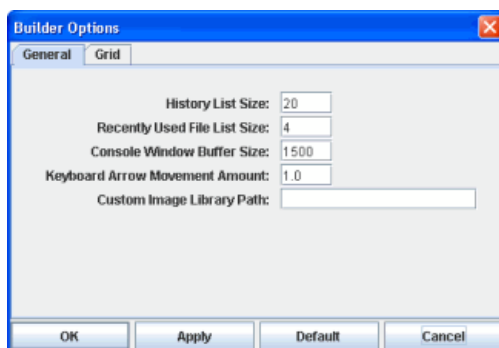 Builder Options
General Grid
History List Size: 20
Recently Used File List Size: 4
Console Window Buffer Size: 1500
Keyboard Arrow Movement Amount: 1.0
Custom Image Library Path:
OK Apply Default Cancel